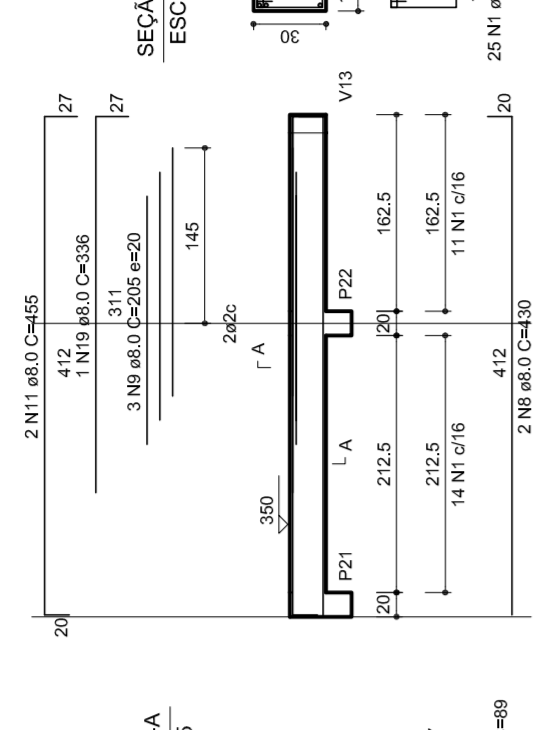 SEÇÃ
ESC
30
25 N1 ø
2 N11 ø8.0 C=455
20
412
27
1 N19 ø8.0 C=336
311
27
3 N9 ø8.0 C=205 e=20
145
2ø2c
A
A
350
P21
P22
V13
20
212.5
20
162.5
212.5
162.5
14 N1 c/16
11 N1 c/16
412
20
2 N8 ø8.0 C=430
-A
=89